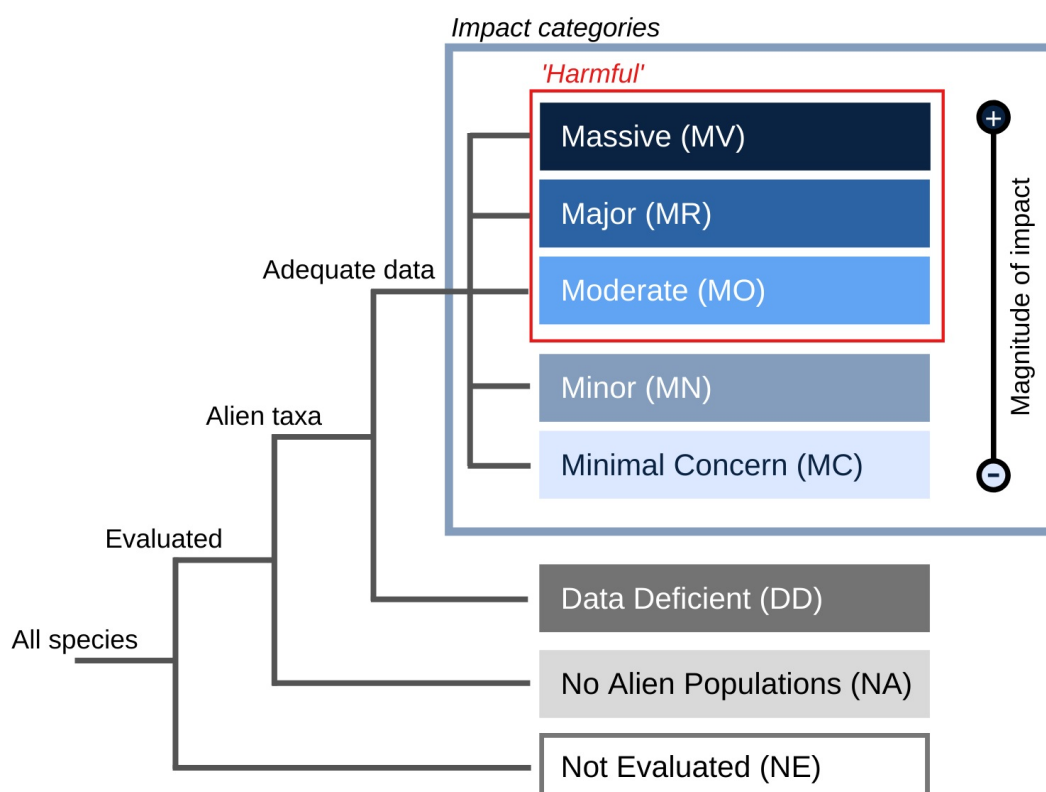 Impact categories
'Harmful'
Massive (MV)
Major (MR)
Adequate data
Moderate (MO)
Minor (MN)
Alien taxa
Minimal Concern (MC)
+
Magnitude of impact
-
Evaluated
Data Deficient (DD)
All species
No Alien Populations (NA)
Not Evaluated (NE)